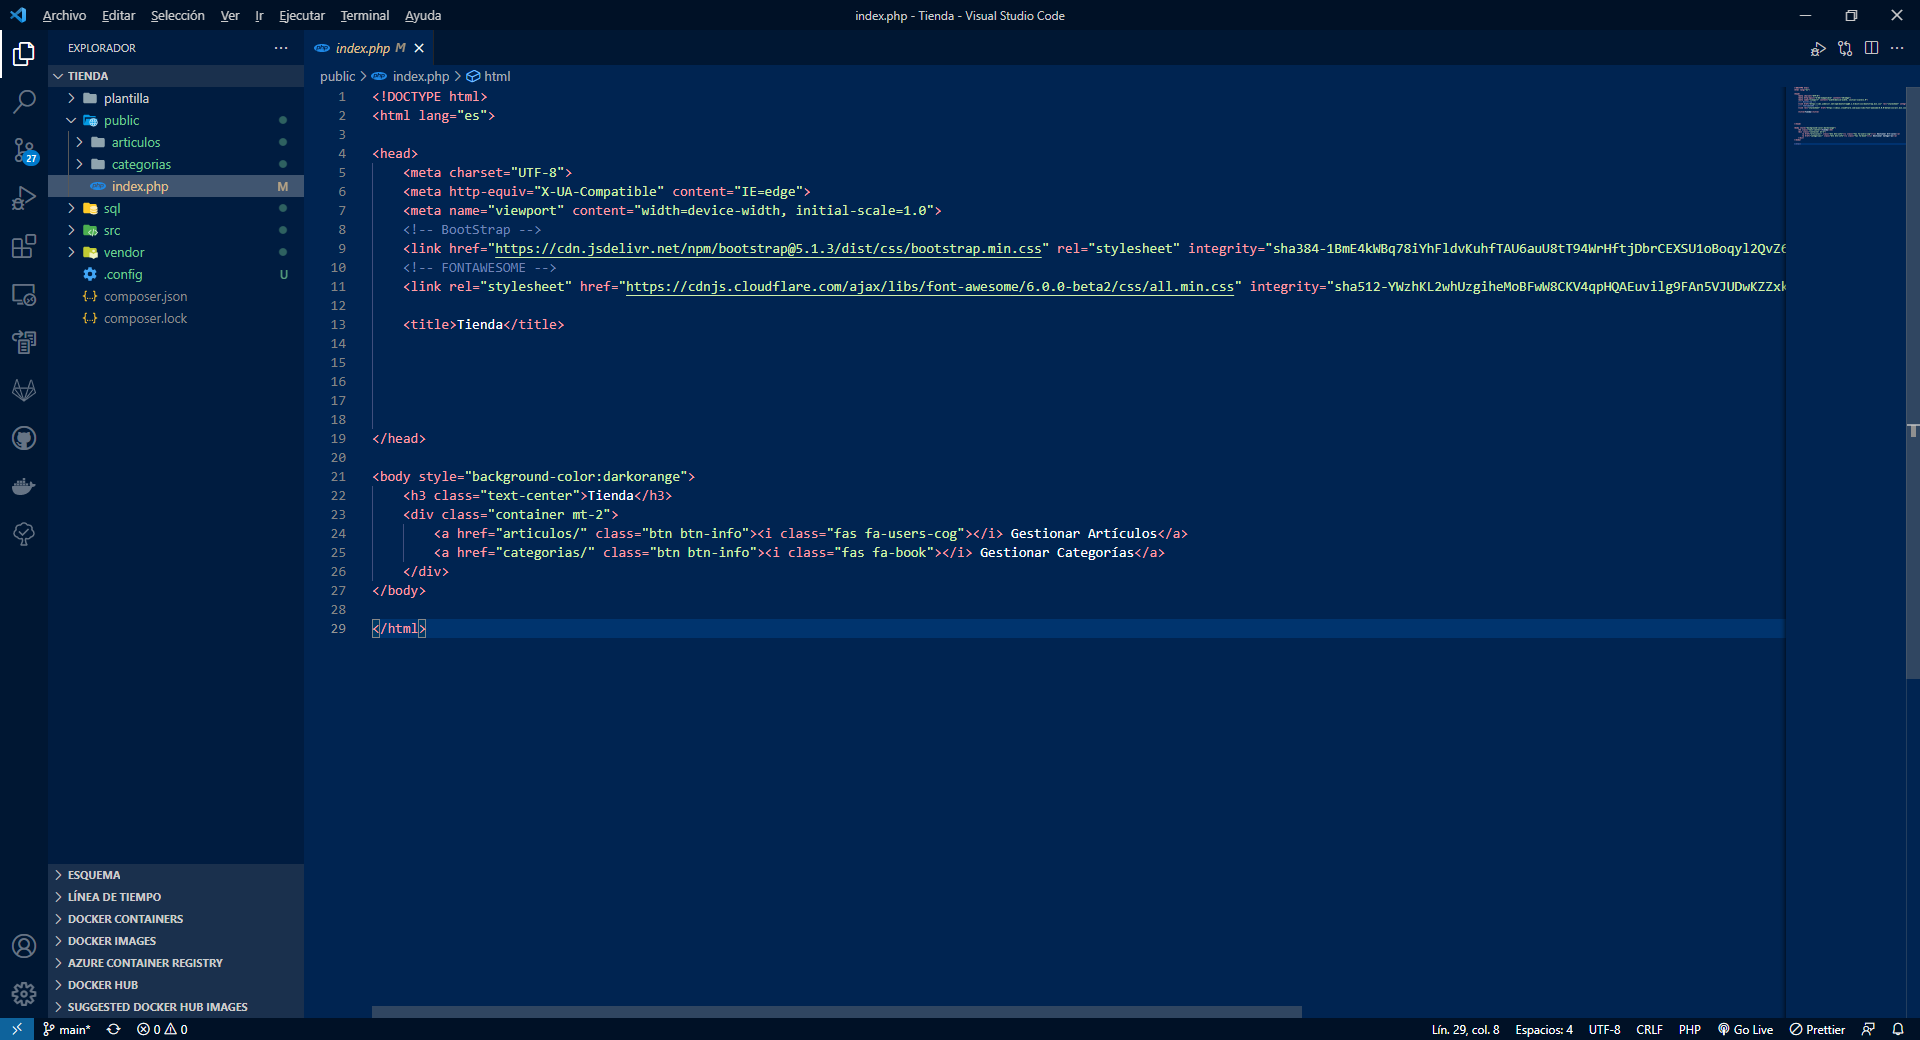 Archivo Editar Selección Ver Ir Ejecutar Terminal Ayuda
index.php - Tienda - Visual Studio Code
EXPLORADOR
TIENDA
plantilla
public
articulos
categorias
index.php M
sql
src
vendor
.config U
composer.json
composer.lock
27
ESQUEMA
LÍNEA DE TIEMPO
DOCKER CONTAINERS
DOCKER IMAGES
AZURE CONTAINER REGISTRY
DOCKER HUB
SUGGESTED DOCKER HUB IMAGES
index.php M
public > index.php > html
1 <!DOCTYPE html>
2 <html lang="es">
3
4 <head>
5 <meta charset="UTF-8">
6 <meta http-equiv="X-UA-Compatible" content="IE=edge">
7 <meta name="viewport" content="width=device-width, initial-scale=1.0">
8 <!-- BootStrap -->
9 <link href="https://cdn.jsdelivr.net/npm/bootstrap@5.1.3/dist/css/bootstrap.min.css" rel="stylesheet" integrity="sha384-1BmE4kWBq78iYhFldvKuhfTAU6auU8tT94WrHftjDbrCEXSU1oBoqyl2QvZ6
10 <!-- FONTAWESOME -->
11 <link rel="stylesheet" href="https://cdnjs.cloudflare.com/ajax/libs/font-awesome/6.0.0-beta2/css/all.min.css" integrity="sha512-YWzhKL2whUzgiheMoBFwW8CKV4qpHQAEuvilg9FAn5VJUDwKZZxk
12
13 <title>Tienda</title>
14
15
16
17
18
19 </head>
20
21 <body style="background-color:darkorange">
22 <h3 class="text-center">Tienda</h3>
23 <div class="container mt-2">
24 <a href="articulos/" class="btn btn-info"><i class="fas fa-users-cog"></i> Gestionar Artículos</a>
25 <a href="categorias/" class="btn btn-info"><i class="fas fa-book"></i> Gestionar Categorías</a>
26 </div>
27 </body>
28
29 </html>
main* 0 0
Lín. 29, col. 8 Espacios: 4 UTF-8 CRLF PHP Go Live Prettier